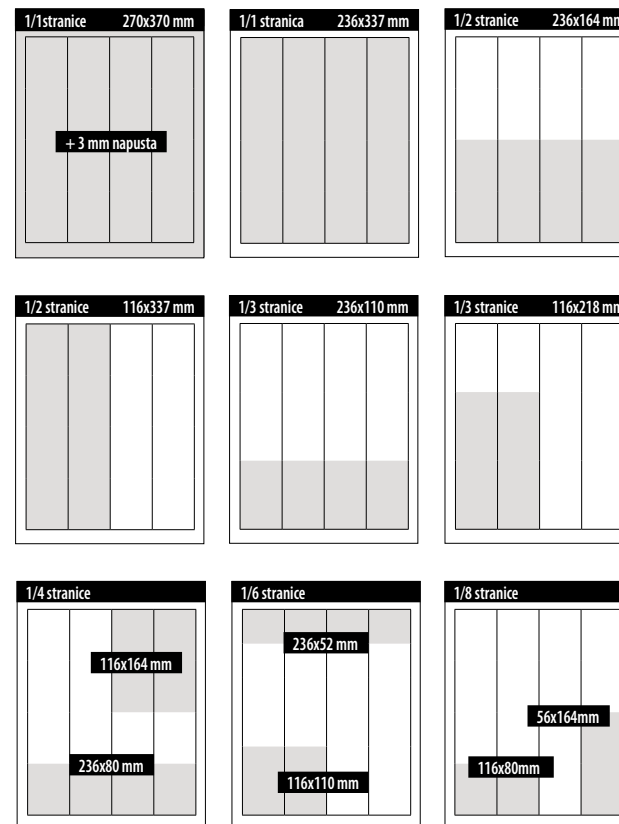 1/1stranica 270x370 mm
+ 3 mm napusta
1/1 stranica 236x337 mm
1/2 stranice 236x164 mm
1/2 stranice 116x337 mm
1/3 stranice 236x110 mm
1/3 stranice 116x218 mm
1/4 stranice
116x164 mm
236x80 mm
1/6 stranice
236x52 mm
116x110 mm
1/8 stranice
56x164mm
116x80mm